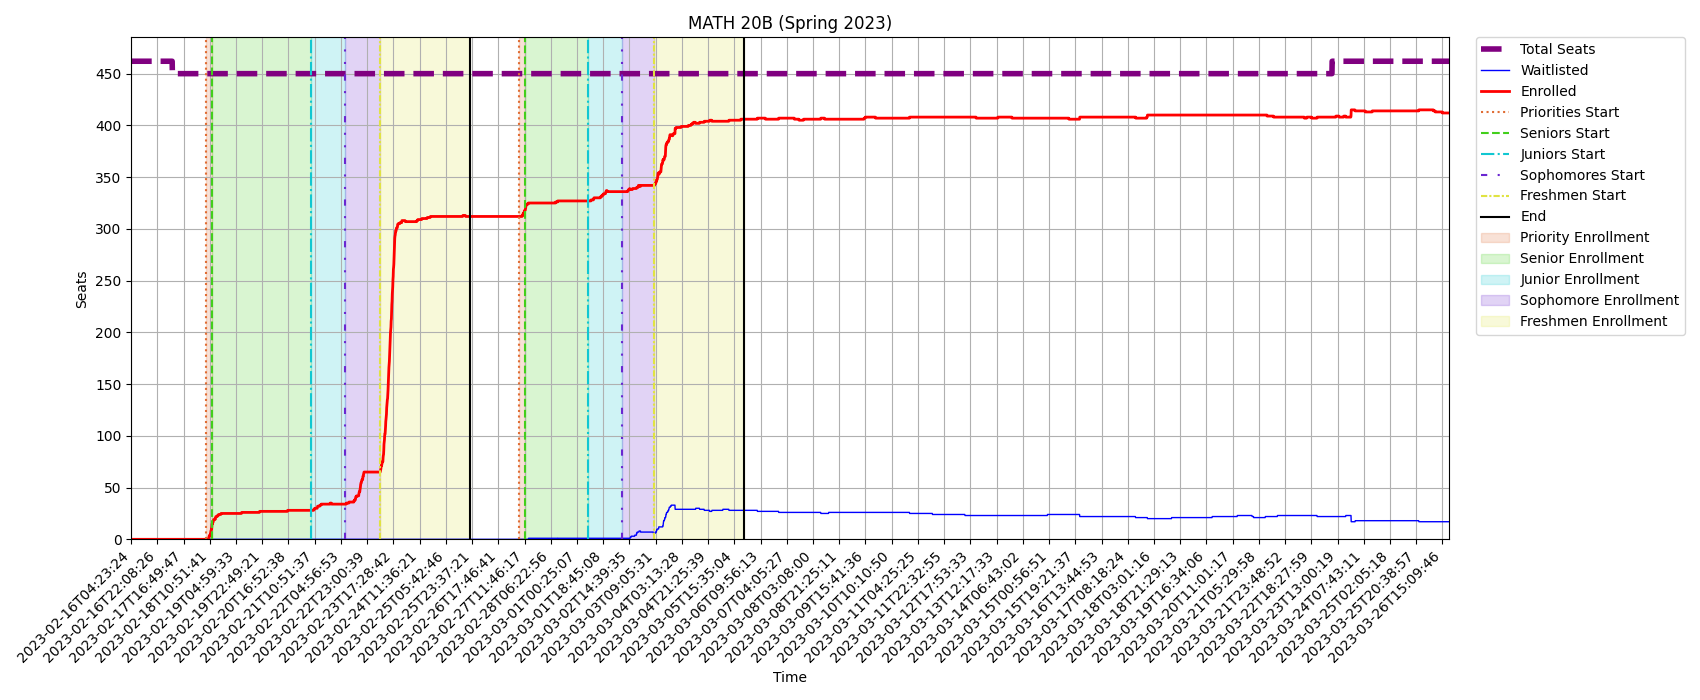 MATH 20B (Spring 2023)
Total Seats
Waitlisted
Enrolled
Priorities Start
Seniors Start
Juniors Start
Sophomores Start
Freshmen Start
End
Priority Enrollment
Senior Enrollment
Junior Enrollment
Sophomore Enrollment
Freshmen Enrollment
Seats
450
400
350
300
250
200
150
100
50
0
2023-02-16T04:23:24
2023-02-16T22:08:26
2023-02-17T16:49:47
2023-02-18T10:51:41
2023-02-19T04:59:33
2023-02-19T22:49:21
2023-02-20T16:52:38
2023-02-21T10:51:37
2023-02-22T04:56:53
2023-02-22T23:00:39
2023-02-23T17:28:42
2023-02-24T11:36:21
2023-02-25T05:42:46
2023-02-25T23:37:21
2023-02-26T17:46:41
2023-02-27T11:46:17
2023-02-28T06:22:56
2023-03-01T00:25:07
2023-03-01T18:45:08
2023-03-02T14:39:35
2023-03-03T09:05:31
2023-03-04T03:13:28
2023-03-04T21:25:39
2023-03-05T15:35:04
2023-03-06T09:56:13
2023-03-07T04:05:27
2023-03-08T03:08:00
2023-03-08T21:25:11
2023-03-09T15:41:36
2023-03-10T10:10:50
2023-03-11T04:25:25
2023-03-11T22:32:55
2023-03-12T17:53:33
2023-03-13T12:17:33
2023-03-14T06:43:02
2023-03-15T00:56:51
2023-03-15T19:21:37
2023-03-16T13:44:53
2023-03-17T08:18:24
2023-03-18T03:01:16
2023-03-18T21:29:13
2023-03-19T16:34:06
2023-03-20T11:01:17
2023-03-21T05:29:58
2023-03-21T23:48:52
2023-03-22T18:27:59
2023-03-23T13:00:19
2023-03-24T07:43:11
2023-03-25T02:05:18
2023-03-25T20:38:57
2023-03-26T15:09:46
Time